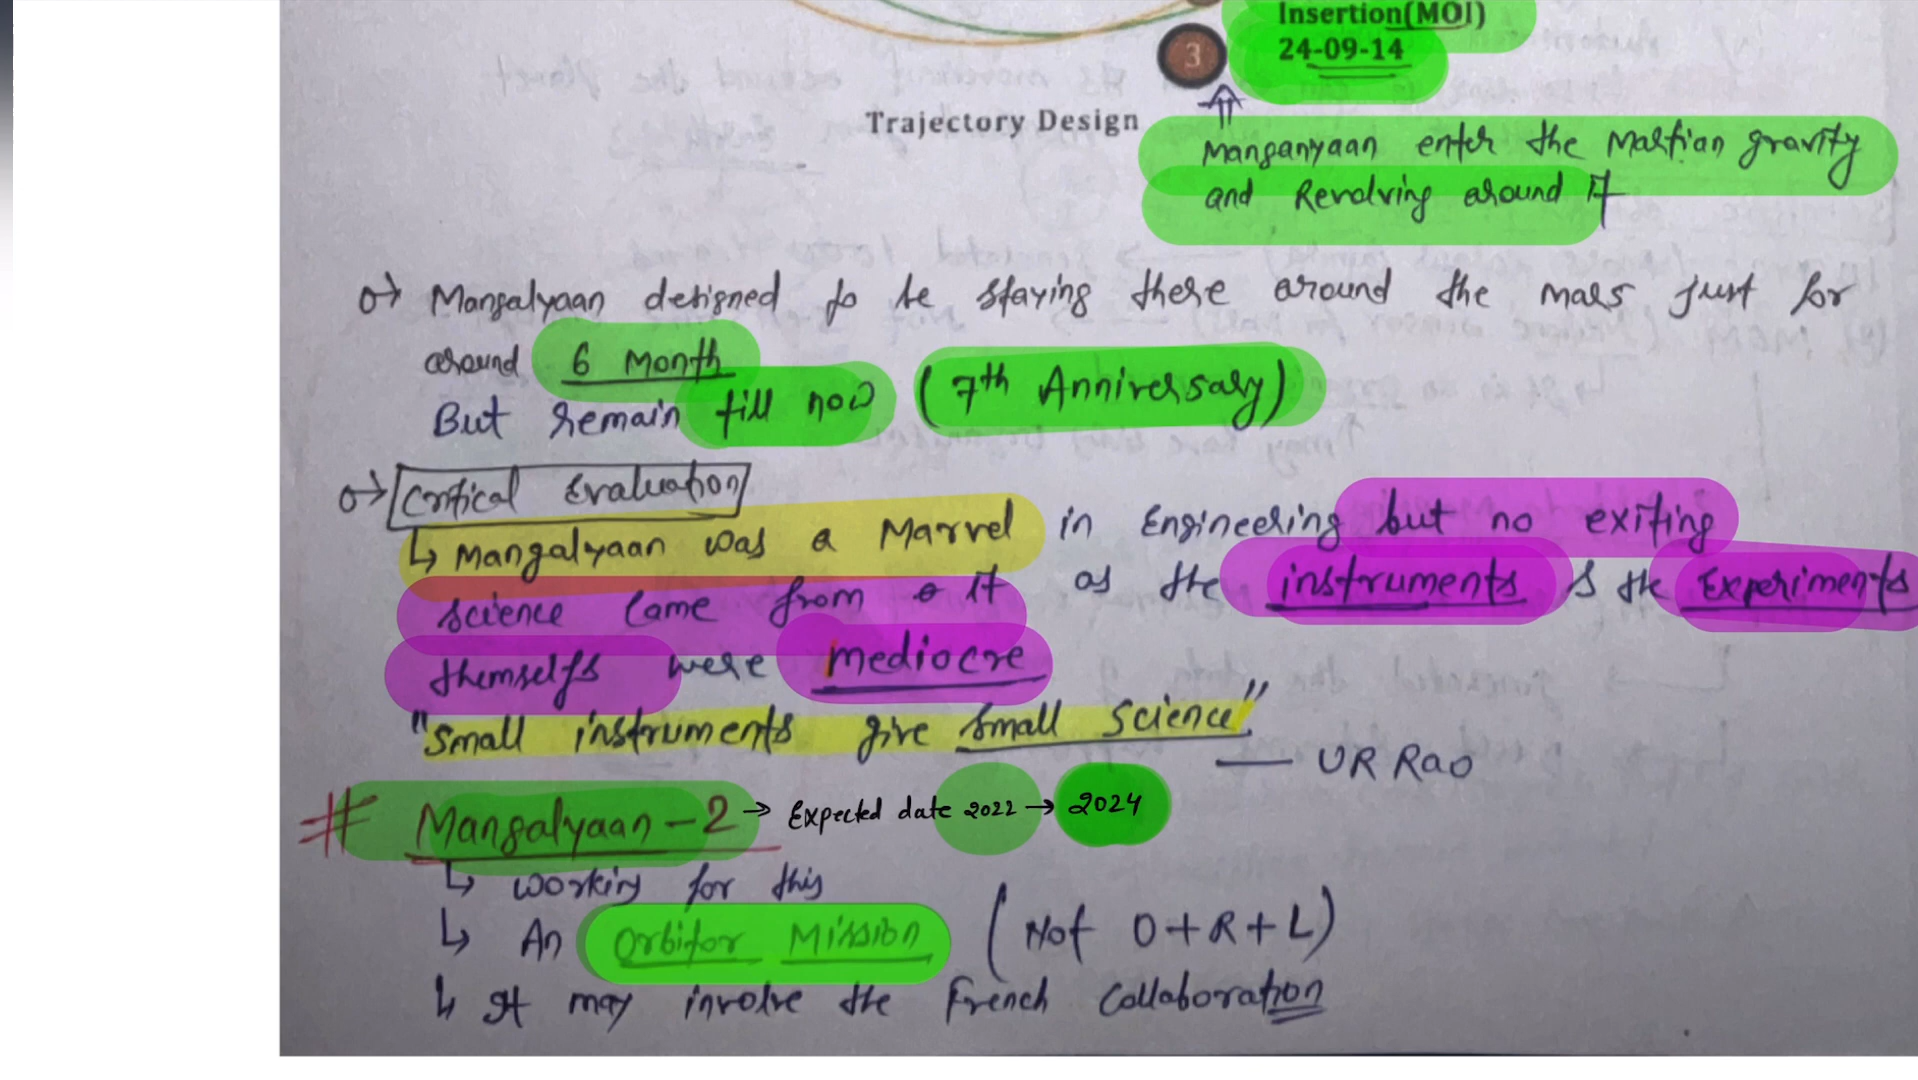 Insertion(MOI)
24-09-14
3
Trajectory Design
Manganyaan enter the Martian gravity
and Revolving around it
Mangalyaan designed to be staying there around the mars just for
around 6 Month
But remain till now (7th Anniversary)
Critical Evaluation
Mangalyaan was a Marvel in Engineering but no exiting
science came from it as the instruments & the Experiments
themselfs were mediocre
"Small instruments give small science"
— UR Rao
# Mangalyaan-2 → Expected date 2022 → 2024
↳ working for this
↳ An Orbitor Mission (Not O+R+L)
↳ It may involve the French Collaboration